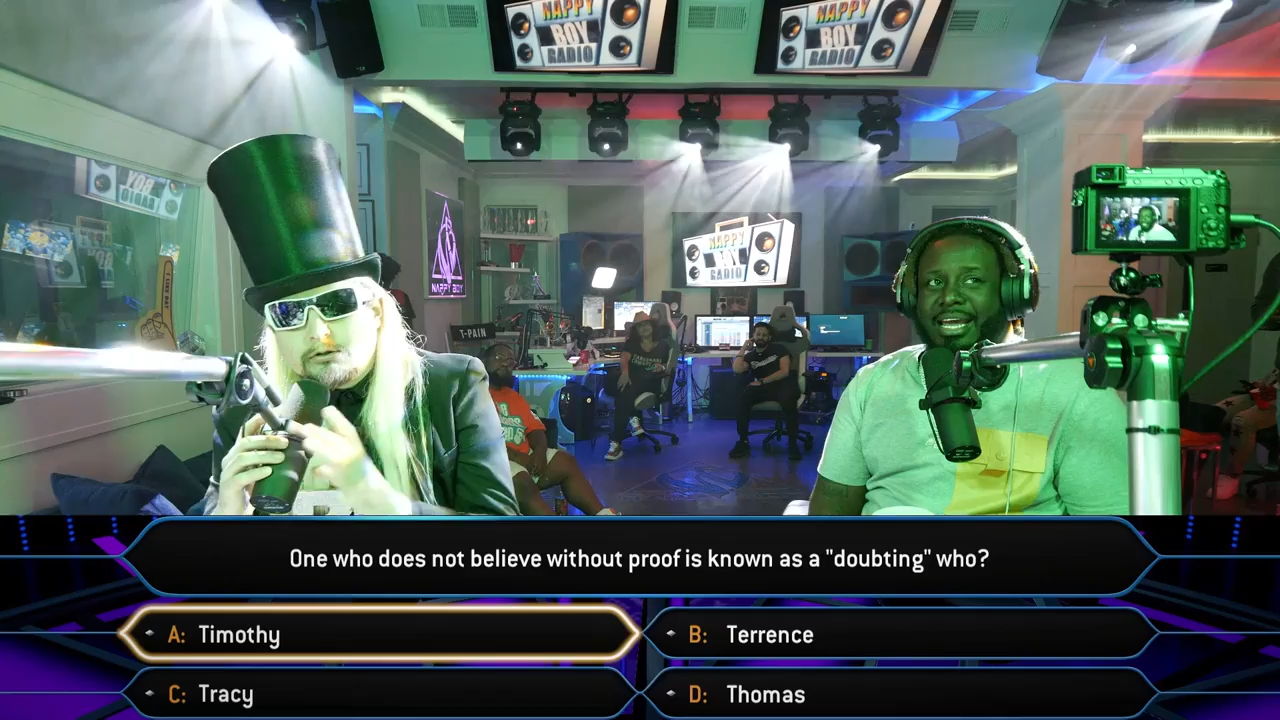 NAPPY
BOY
RADIO
NAPPY
BOY
RADIO
NAPPY
BOY
RADIO
NAPPY BOY
T-PAIN
One who does not believe without proof is known as a "doubting" who?
A: Timothy
B: Terrence
C: Tracy
D: Thomas